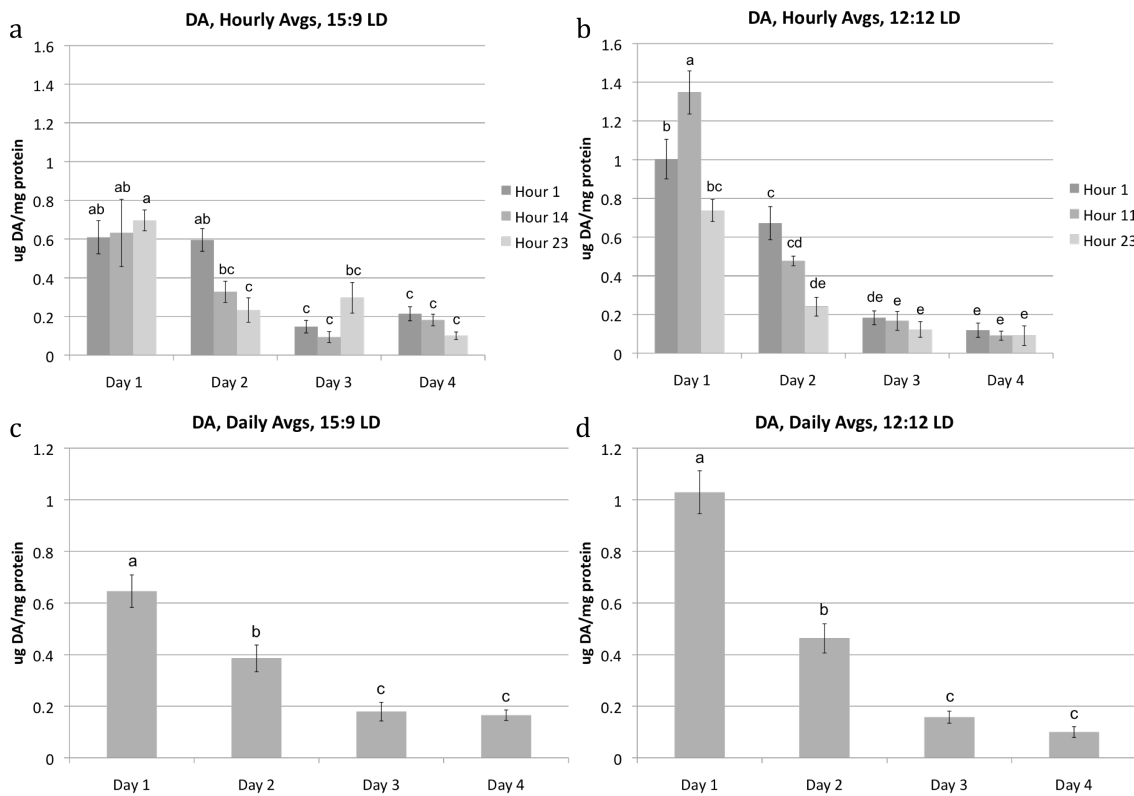 a
DA, Hourly Avgs, 15:9 LD
ug DA/mg protein
1.6
1.4
1.2
1
0.8
0.6
0.4
0.2
0
ab
ab
a
ab
bc
c
c
c
bc
c
c
c
Day 1
Day 2
Day 3
Day 4
Hour 1
Hour 14
Hour 23
b
DA, Hourly Avgs, 12:12 LD
ug DA/mg protein
1.6
1.4
1.2
1
0.8
0.6
0.4
0.2
0
b
a
bc
c
cd
de
de
e
e
e
e
e
Day 1
Day 2
Day 3
Day 4
Hour 1
Hour 11
Hour 23
c
DA, Daily Avgs, 15:9 LD
ug DA/mg protein
1.2
1
0.8
0.6
0.4
0.2
0
a
b
c
c
Day 1
Day 2
Day 3
Day 4
d
DA, Daily Avgs, 12:12 LD
ug DA/mg protein
1.2
1
0.8
0.6
0.4
0.2
0
a
b
c
c
Day 1
Day 2
Day 3
Day 4